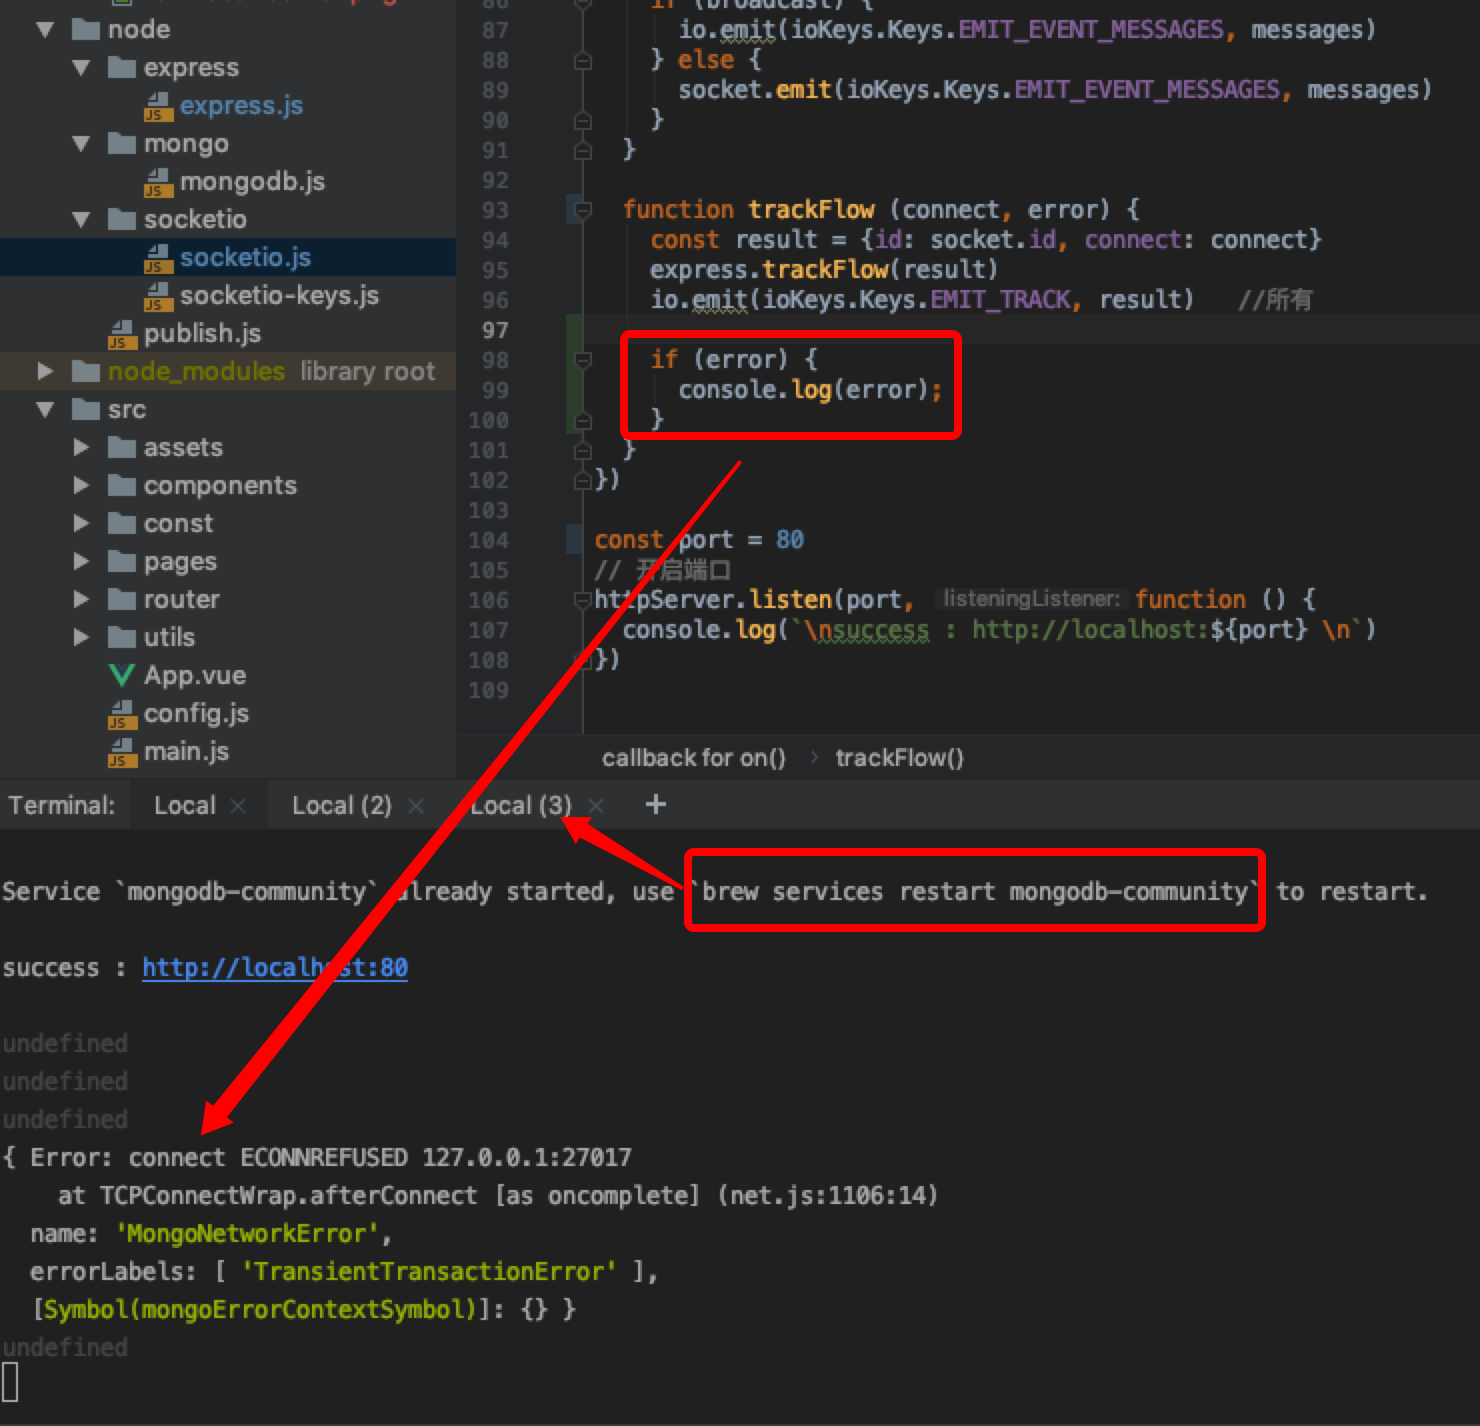 node
express
express.js
mongo
mongodb.js
socketio
socketio.js
socketio-keys.js
publish.js
node_modules library root
src
assets
components
const
pages
router
utils
App.vue
config.js
main.js
86 if (broadcast) {
87 io.emit(ioKeys.Keys.EMIT_EVENT_MESSAGES, messages)
88 } else {
89 socket.emit(ioKeys.Keys.EMIT_EVENT_MESSAGES, messages)
90 }
91 }
92
93 function trackFlow (connect, error) {
94 const result = {id: socket.id, connect: connect}
95 express.trackFlow(result)
96 io.emit(ioKeys.Keys.EMIT_TRACK, result) //所有
97
98 if (error) {
99 console.log(error);
100 }
101 }
102 })
103
104 const port = 80
105 // 开启端口
106 httpServer.listen(port, listeningListener: function () {
107 console.log(`\nsuccess : http://localhost:${port} \n`)
108 })
109
callback for on() › trackFlow()
Terminal: Local × Local (2) × Local (3) × +
Service `mongodb-community` already started, use `brew services restart mongodb-community` to restart.
success : http://localhost:80
undefined
undefined
undefined
{ Error: connect ECONNREFUSED 127.0.0.1:27017
at TCPConnectWrap.afterConnect [as oncomplete] (net.js:1106:14)
name: 'MongoNetworkError',
errorLabels: [ 'TransientTransactionError' ],
[Symbol(mongoErrorContextSymbol)]: {} }
undefined